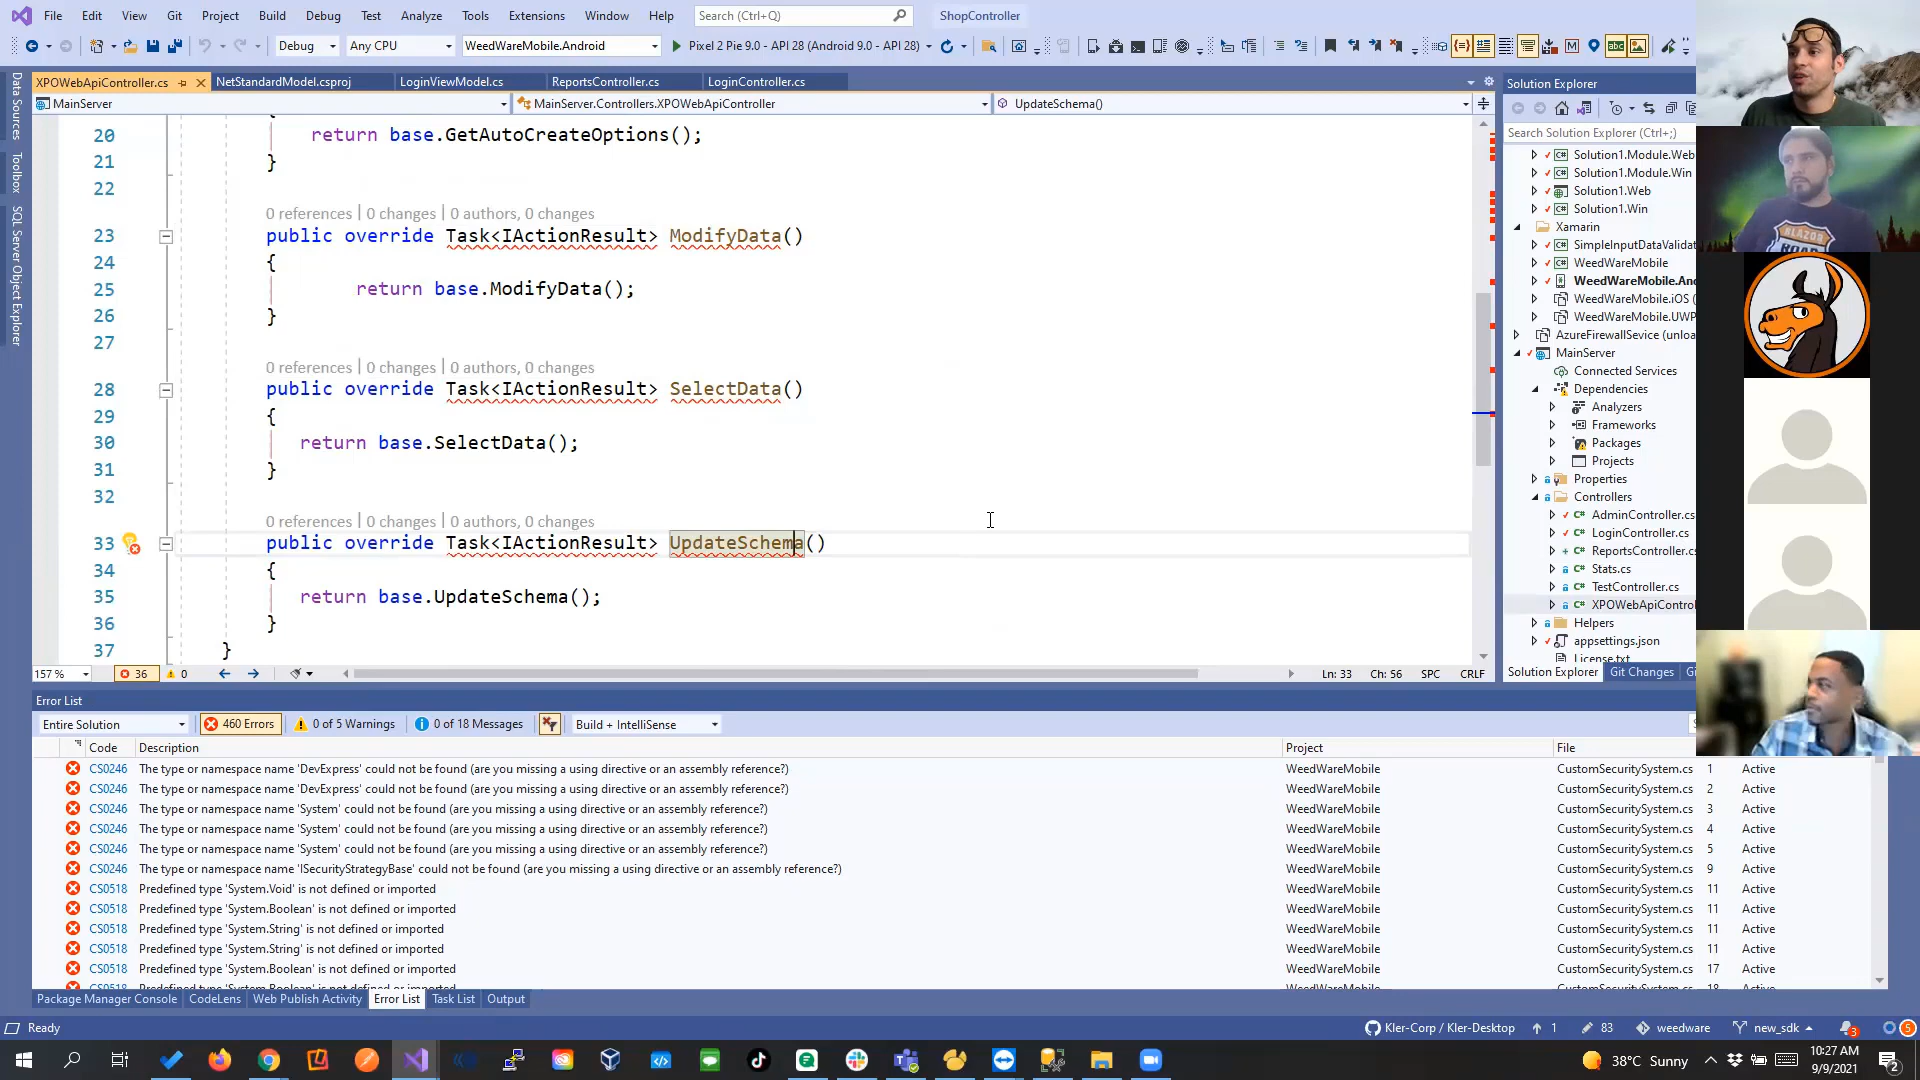 File Edit View Git Project Build Debug Test Analyze Tools Extensions Window Help Search (Ctrl+Q) ShopController
Debug Any CPU WeedWareMobile.Android Pixel 2 Pie 9.0 - API 28 (Android 9.0 - API 28)
XPOWebApiController.cs NetStandardModel.csproj LoginViewModel.cs ReportsController.cs LoginController.cs
MainServer MainServer.Controllers.XPOWebApiController UpdateSchema()
Data Sources
Toolbox
SQL Server Object Explorer
20 return base.GetAutoCreateOptions();
21 }
22
0 references | 0 changes | 0 authors, 0 changes
23 public override Task<IActionResult> ModifyData()
24 {
25 return base.ModifyData();
26 }
27
0 references | 0 changes | 0 authors, 0 changes
28 public override Task<IActionResult> SelectData()
29 {
30 return base.SelectData();
31 }
32
0 references | 0 changes | 0 authors, 0 changes
33 public override Task<IActionResult> UpdateSchema()
34 {
35 return base.UpdateSchema();
36 }
37 }
157 % 36 0 Ln: 33 Ch: 56 SPC CRLF
Solution Explorer
Search Solution Explorer (Ctrl+;)
Solution1.Module.Web
Solution1.Module.Win
Solution1.Web
Solution1.Win
Xamarin
SimpleInputDataValidat
WeedWareMobile
WeedWareMobile.Anc
WeedWareMobile.iOS (
WeedWareMobile.UWP
AzureFirewallSevice (unloa
MainServer
Connected Services
Dependencies
Analyzers
Frameworks
Packages
Projects
Properties
Controllers
AdminController.cs
LoginController.cs
ReportsController.cs
Stats.cs
TestController.cs
XPOWebApiControl
Helpers
appsettings.json
License.txt
Solution Explorer Git Changes
BLAZOR
ROAD
Error List
Entire Solution 460 Errors 0 of 5 Warnings 0 of 18 Messages Build + IntelliSense
Code Description Project File
CS0246 The type or namespace name 'DevExpress' could not be found (are you missing a using directive or an assembly reference?) WeedWareMobile CustomSecuritySystem.cs 1 Active
CS0246 The type or namespace name 'DevExpress' could not be found (are you missing a using directive or an assembly reference?) WeedWareMobile CustomSecuritySystem.cs 2 Active
CS0246 The type or namespace name 'System' could not be found (are you missing a using directive or an assembly reference?) WeedWareMobile CustomSecuritySystem.cs 3 Active
CS0246 The type or namespace name 'System' could not be found (are you missing a using directive or an assembly reference?) WeedWareMobile CustomSecuritySystem.cs 4 Active
CS0246 The type or namespace name 'System' could not be found (are you missing a using directive or an assembly reference?) WeedWareMobile CustomSecuritySystem.cs 5 Active
CS0246 The type or namespace name 'ISecurityStrategyBase' could not be found (are you missing a using directive or an assembly reference?) WeedWareMobile CustomSecuritySystem.cs 9 Active
CS0518 Predefined type 'System.Void' is not defined or imported WeedWareMobile CustomSecuritySystem.cs 11 Active
CS0518 Predefined type 'System.Boolean' is not defined or imported WeedWareMobile CustomSecuritySystem.cs 11 Active
CS0518 Predefined type 'System.String' is not defined or imported WeedWareMobile CustomSecuritySystem.cs 11 Active
CS0518 Predefined type 'System.String' is not defined or imported WeedWareMobile CustomSecuritySystem.cs 11 Active
CS0518 Predefined type 'System.Boolean' is not defined or imported WeedWareMobile CustomSecuritySystem.cs 17 Active
Package Manager Console CodeLens Web Publish Activity Error List Task List Output
Ready Kler-Corp / Kler-Desktop 1 83 weedware new_sdk 3 5
38°C Sunny 10:27 AM
9/9/2021 2